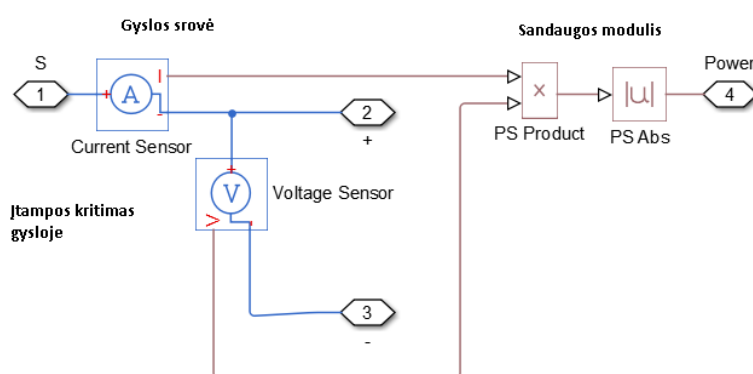 Gyslos srovė
Sandaugos modulis
S
1
I
A
+
-
Current Sensor
2
+
×
PS Product
|u|
PS Abs
Power
4
+
V
V
-
Voltage Sensor
Įtampos kritimas
gysloje
3
-